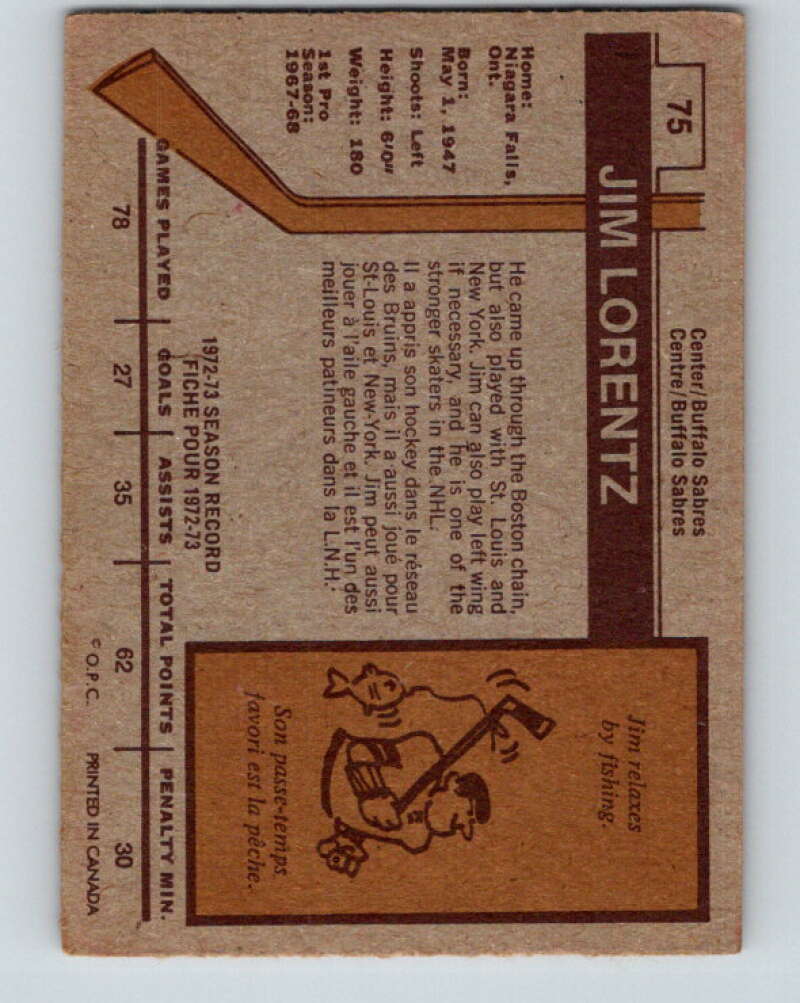 75
Center/Buffalo Sabres
Centre/Buffalo Sabres
JIM LORENTZ
Home:
Niagara Falls,
Ont.
Born:
May 1, 1947
Shoots: Left
Height: 6'0"
Weight: 180
1st Pro
Season:
1967-68
He came up through the Boston chain,
but also played with St. Louis and
New York. Jim can also play left wing
if necessary, and he is one of the
stronger skaters in the NHL.
Il a appris son hockey dans le réseau
des Bruins, mais il a aussi joué pour
St-Louis et New-York. Jim peut aussi
jouer à l'aile gauche et il est l'un des
meilleurs patineurs dans la L.N.H.
Jim relaxes
by fishing.
Son passe-temps
favori est la pêche.
1972-73 SEASON RECORD
FICHE POUR 1972-73
GAMES PLAYED GOALS ASSISTS TOTAL POINTS PENALTY MIN.
78 27 35 62 30
© O.P.C. PRINTED IN CANADA